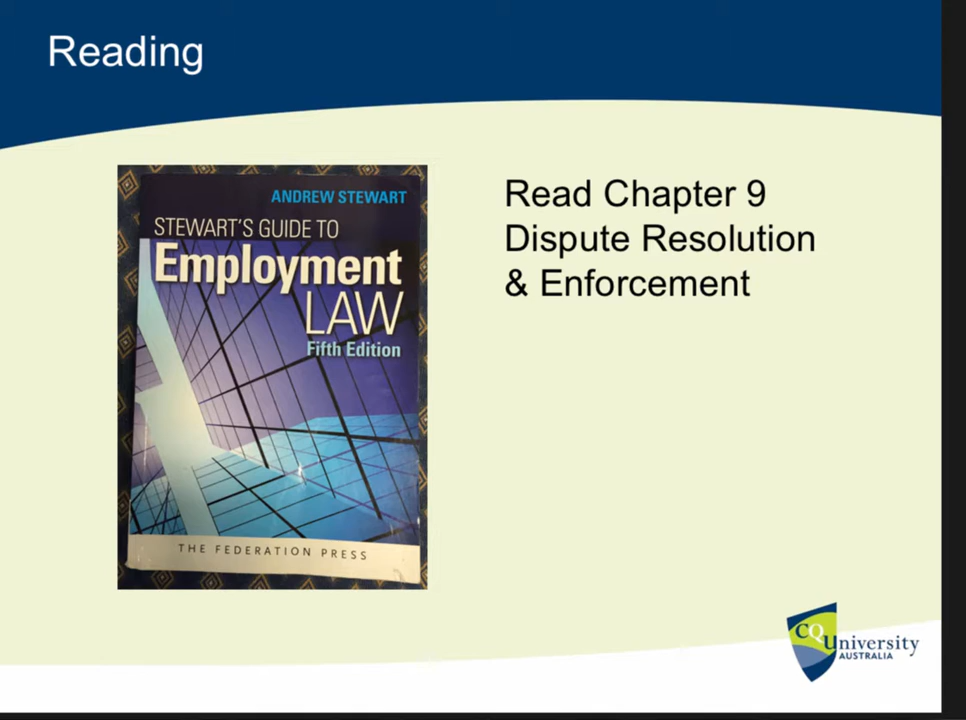 Reading
ANDREW STEWART
STEWART'S GUIDE TO
Employment
LAW
Fifth Edition
THE FEDERATION PRESS
Read Chapter 9
Dispute Resolution
& Enforcement
CQUniversity
AUSTRALIA